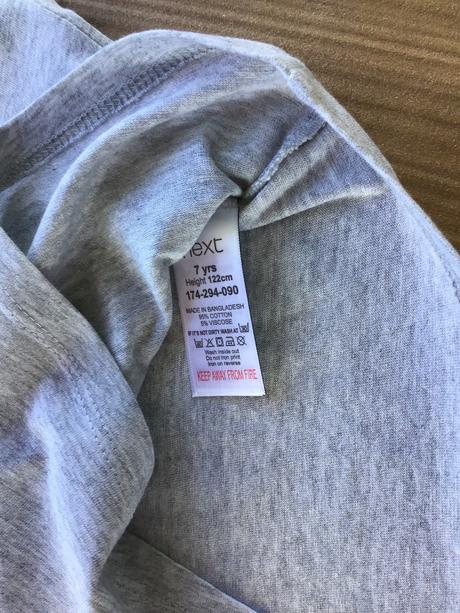 next
7 yrs
Height 122cm
174-294-090
MADE IN BANGLADESH
95% COTTON
5% VISCOSE
IF IT'S NOT DIRTY WASH AT
Wash inside out
Do not iron print
Iron on reverse
KEEP AWAY FROM FIRE